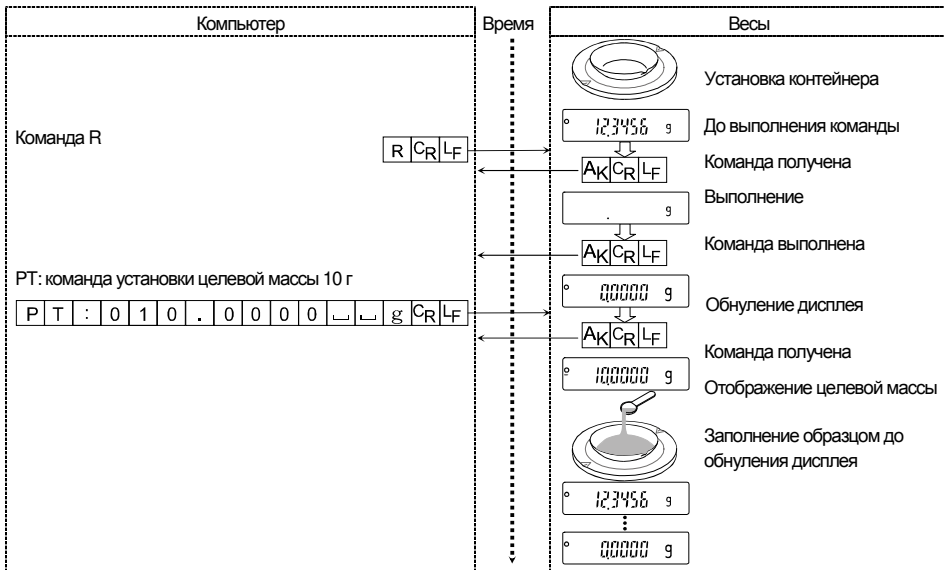 Компьютер Время Весы
Установка контейнера
12.3456 g До выполнения команды
Команда R
R CR LF
AK CR LF Команда получена
. g Выполнение
AK CR LF Команда выполнена
PT: команда установки целевой массы 10 г
0.0000 g Обнуление дисплея
P T : 0 1 0 . 0 0 0 0 ⎵ ⎵ g CR LF
AK CR LF Команда получена
10.0000 g Отображение целевой массы
Заполнение образцом до
обнуления дисплея
12.3456 g
0.0000 g